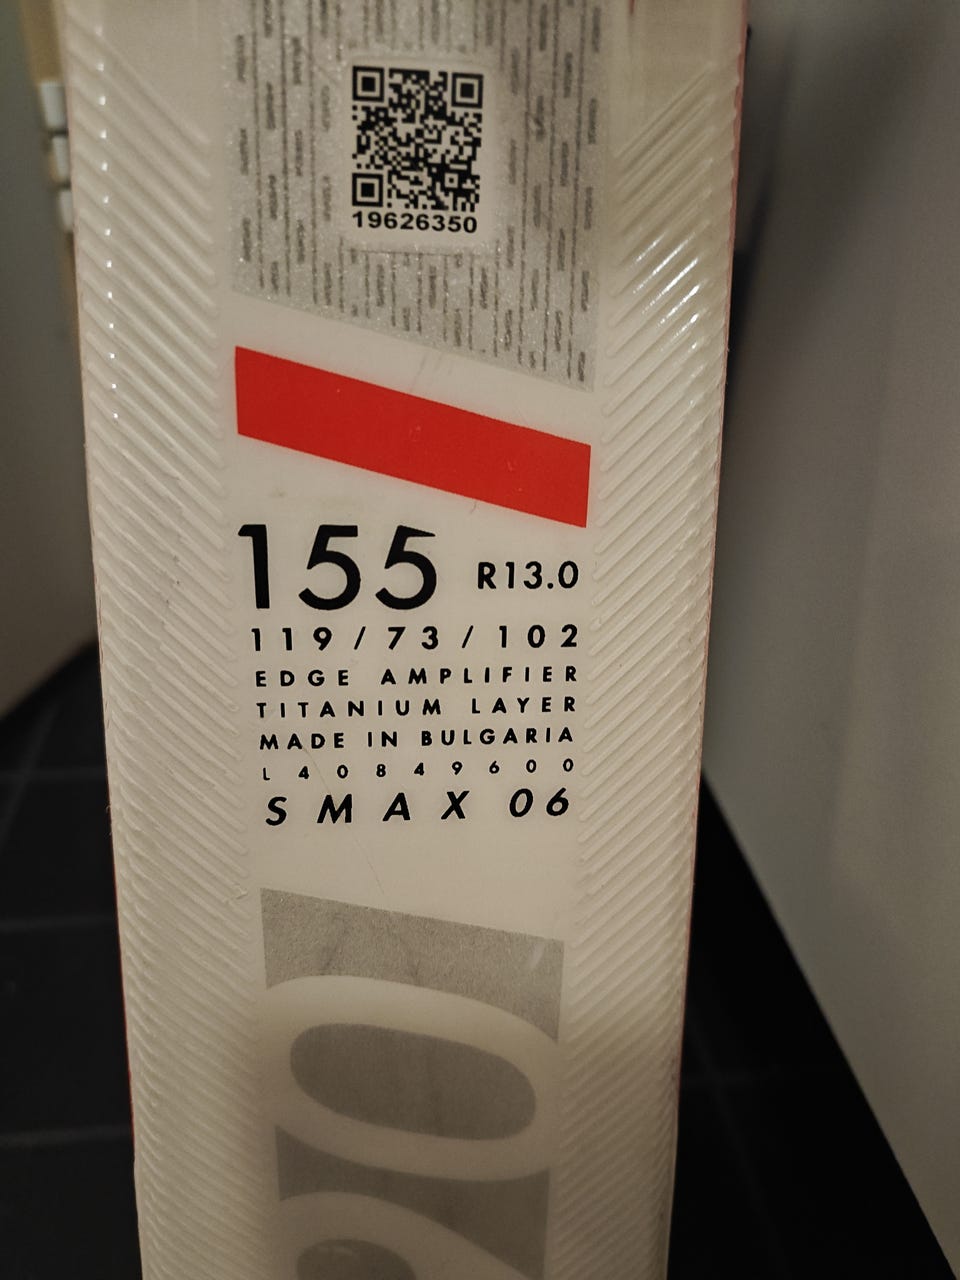 19626350
155 R13.0
119/73/102
EDGE AMPLIFIER
TITANIUM LAYER
MADE IN BULGARIA
L40849600
SMAX 06